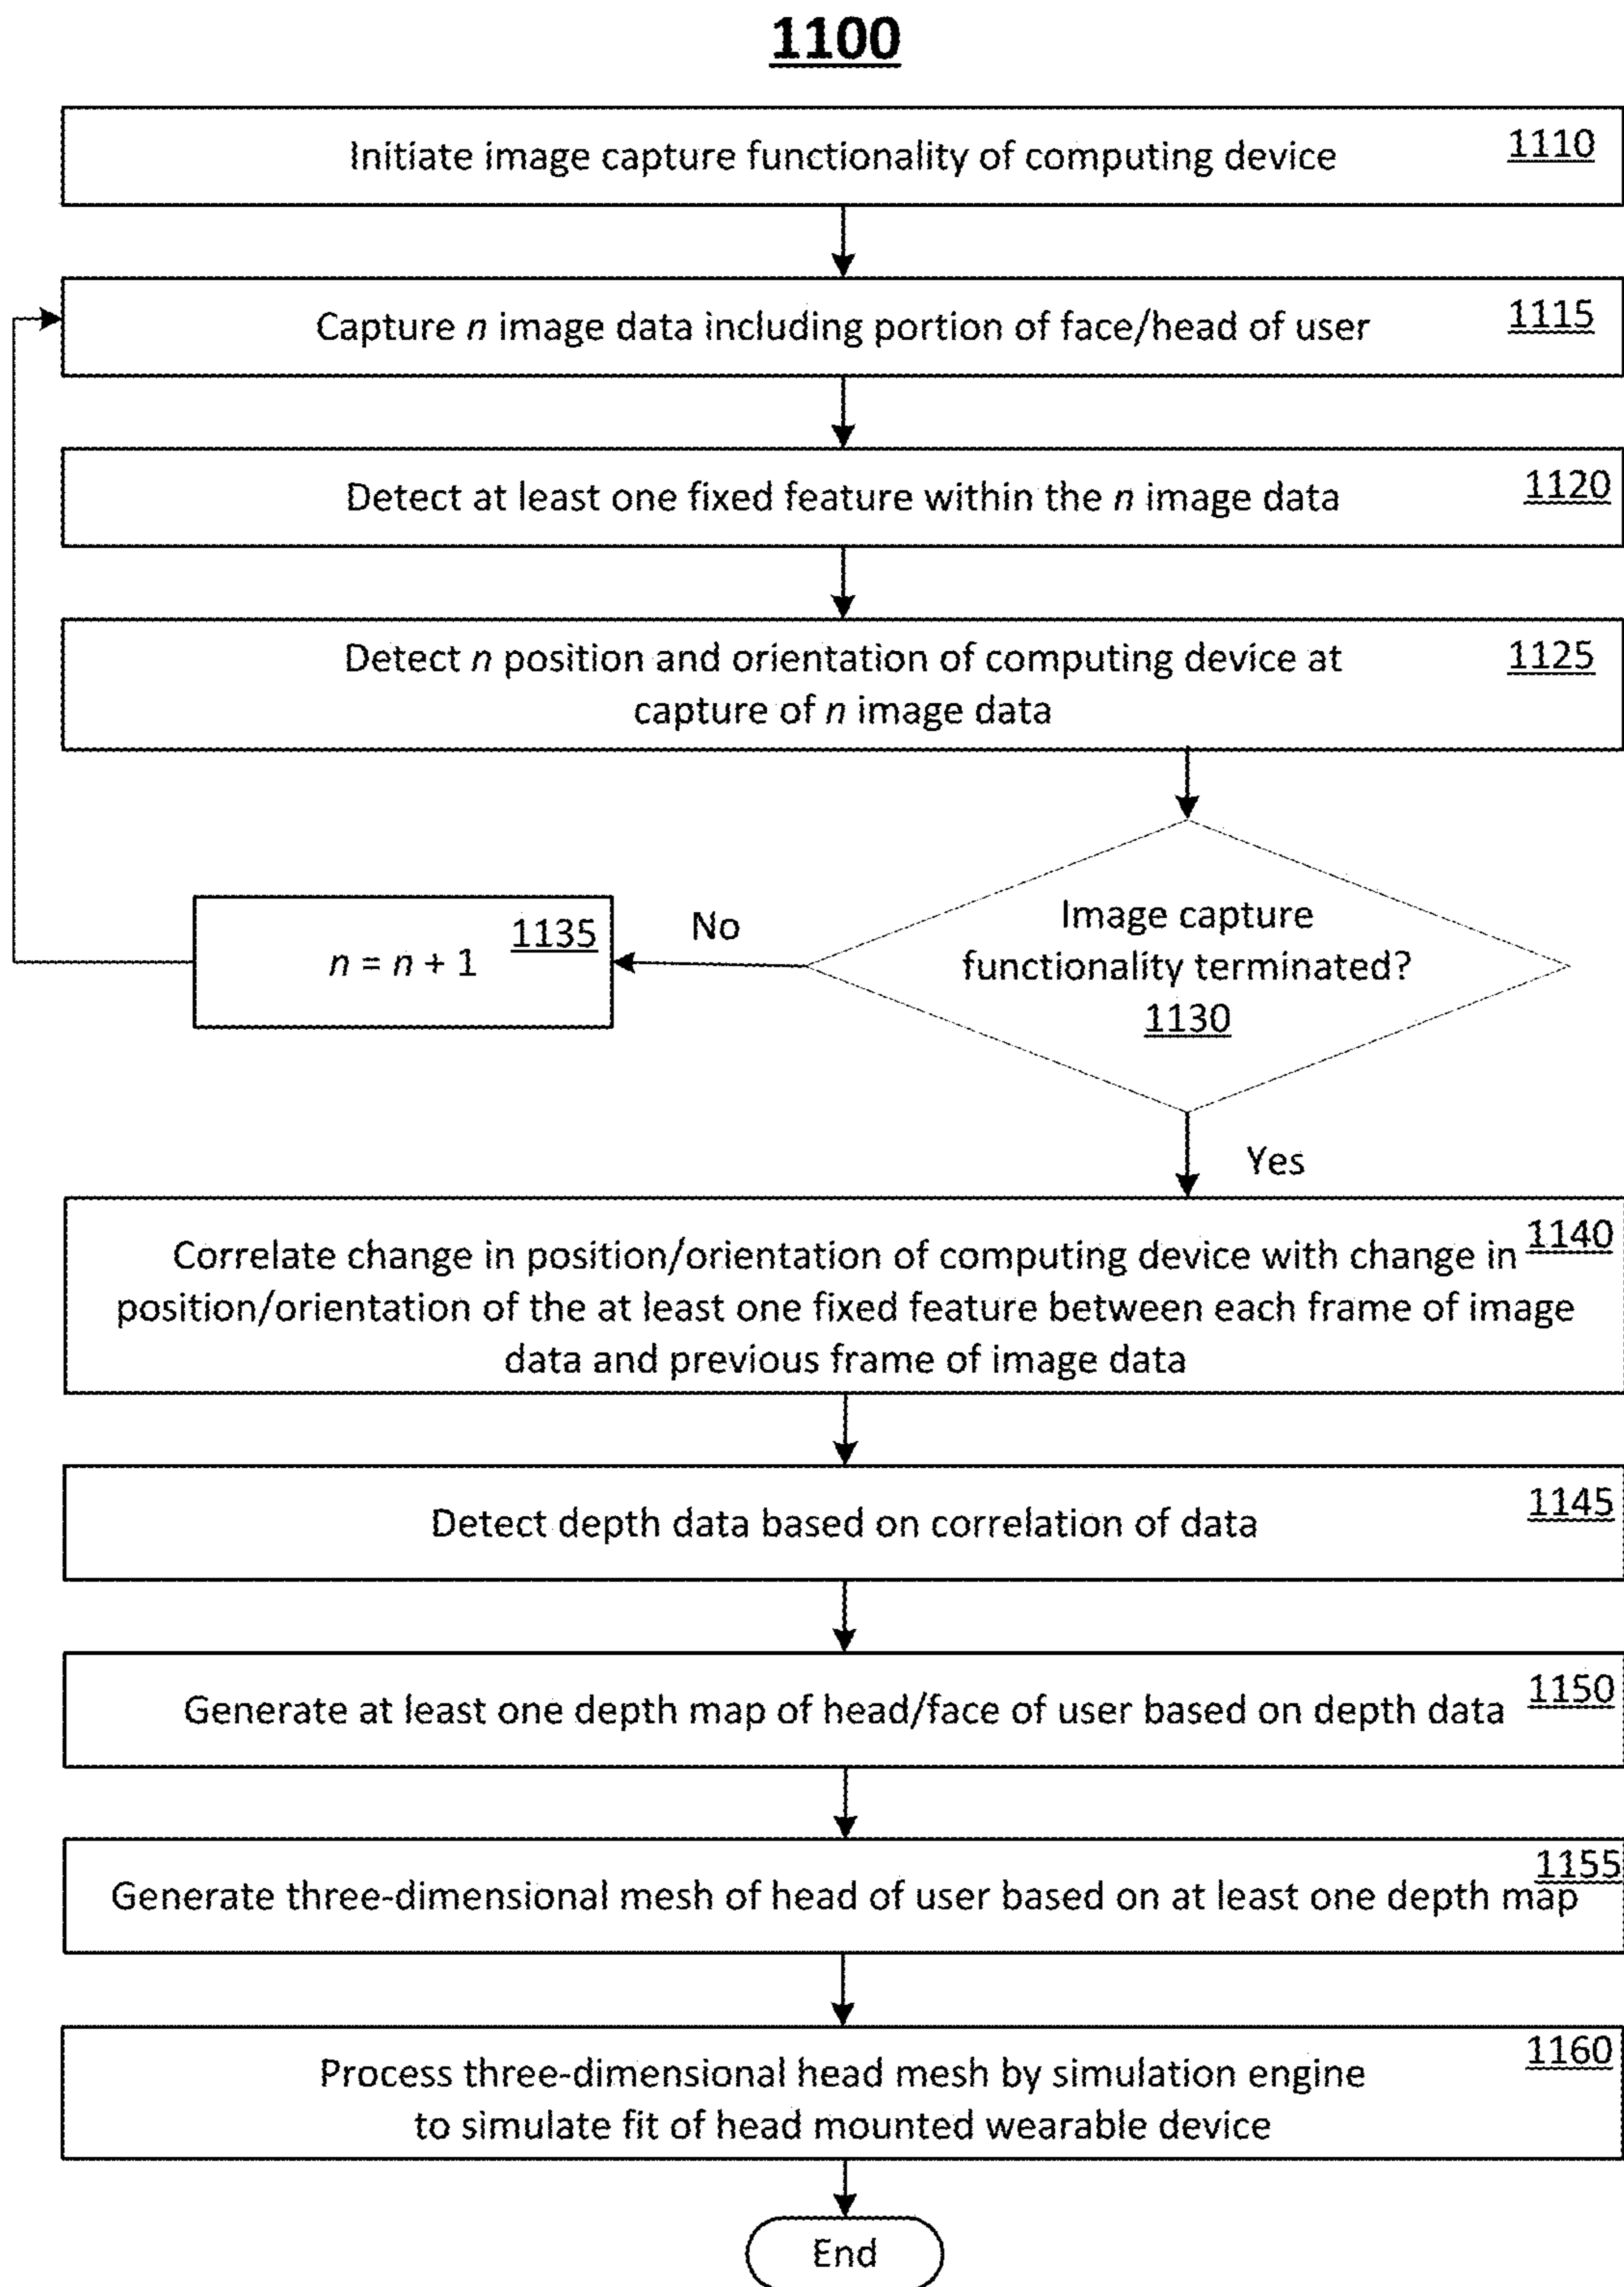 1100
Initiate image capture functionality of computing device
1110
Capture n image data including portion of face/head of user
1115
Detect at least one fixed feature within the n image data
1120
Detect n position and orientation of computing device at
capture of n image data
1125
Image capture
functionality terminated?
1130
No
n = n + 1
1135
Yes
Correlate change in position/orientation of computing device with change in
position/orientation of the at least one fixed feature between each frame of image
data and previous frame of image data
1140
Detect depth data based on correlation of data
1145
Generate at least one depth map of head/face of user based on depth data
1150
Generate three-dimensional mesh of head of user based on at least one depth map
1155
Process three-dimensional head mesh by simulation engine
to simulate fit of head mounted wearable device
1160
End